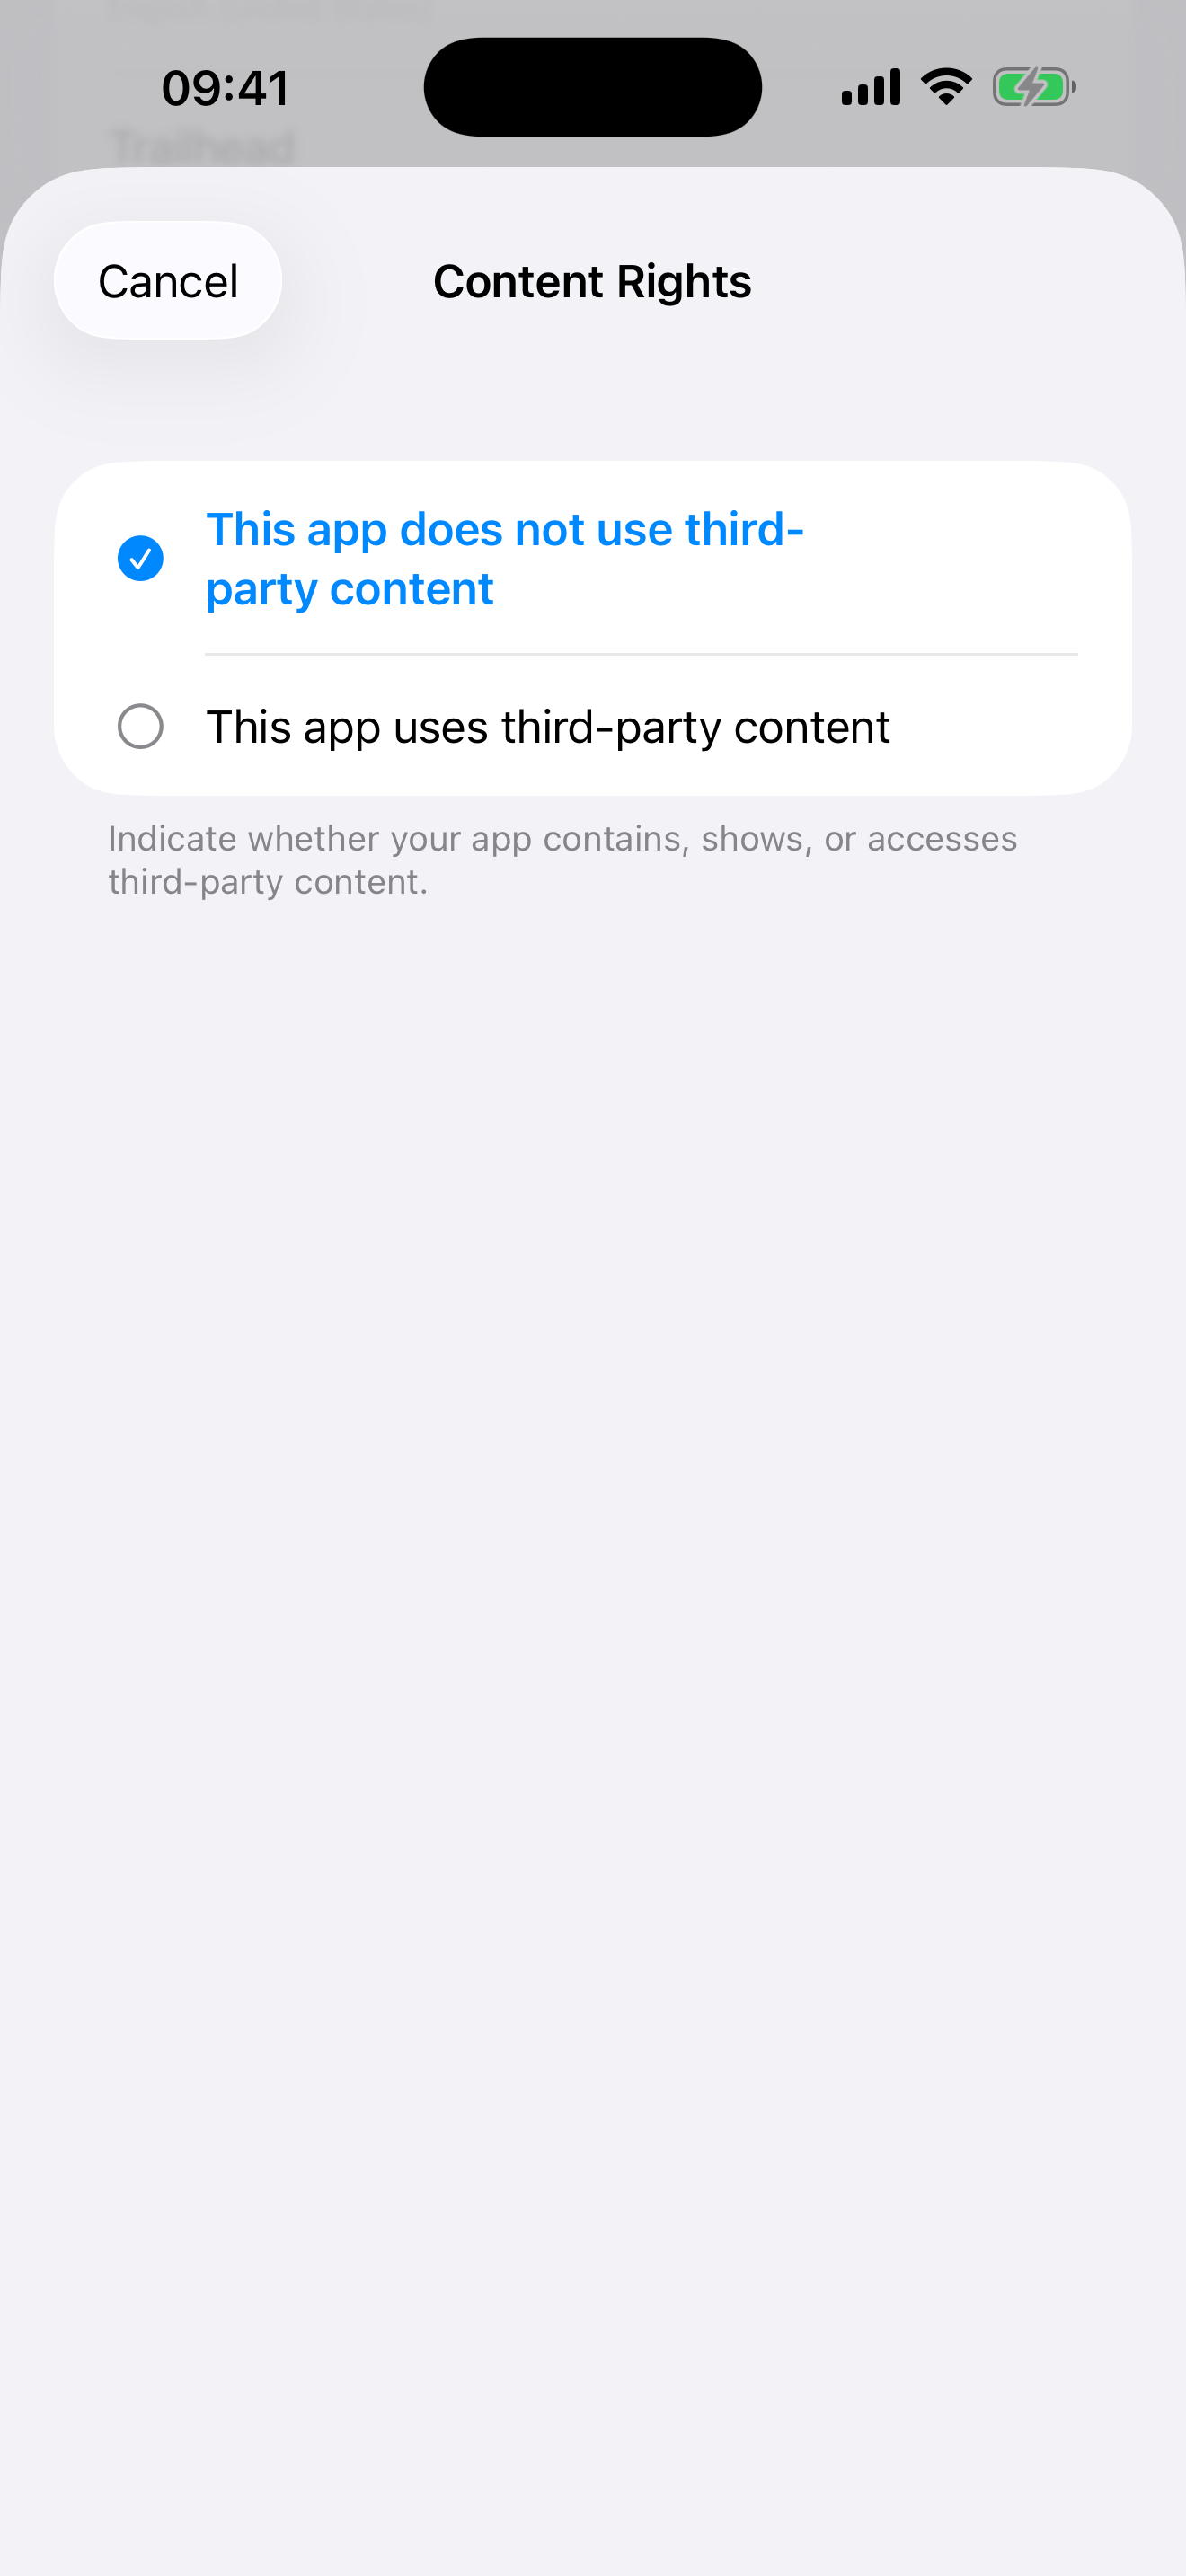 09:41
Trailhead
Cancel
Content Rights
This app does not use third-
party content
This app uses third-party content
Indicate whether your app contains, shows, or accesses
third-party content.